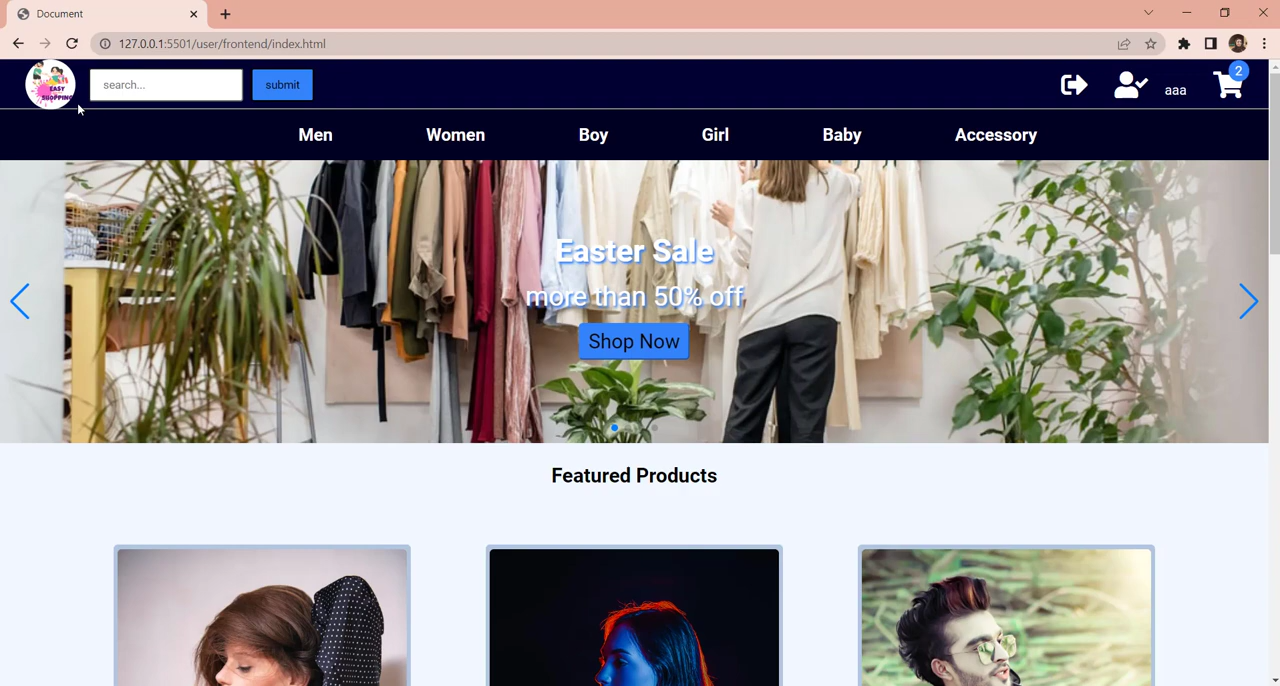 Document
127.0.0.1:5501/user/frontend/index.html
EASY
SHOPPING
search...
submit
aaa
2
Men
Women
Boy
Girl
Baby
Accessory
Easter Sale
more than 50% off
Shop Now
Featured Products